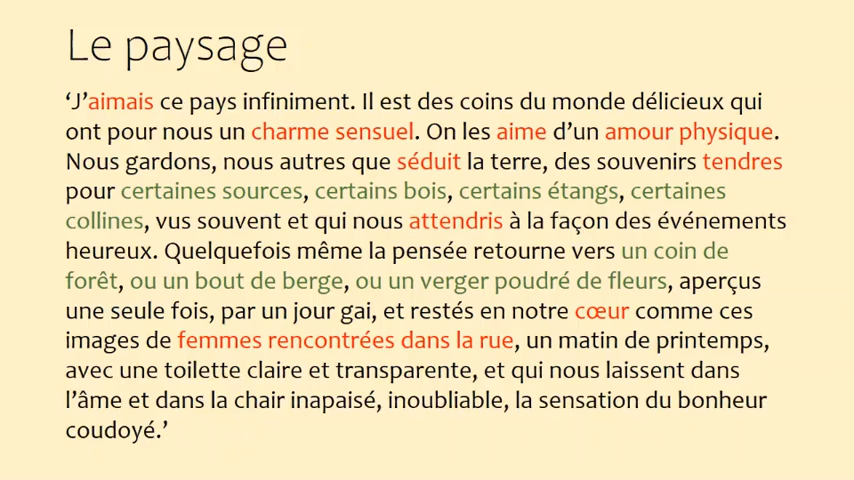 Le paysage
‘J’aimais ce pays infiniment. Il est des coins du monde délicieux qui
ont pour nous un charme sensuel. On les aime d’un amour physique.
Nous gardons, nous autres que séduit la terre, des souvenirs tendres
pour certaines sources, certains bois, certains étangs, certaines
collines, vus souvent et qui nous attendris à la façon des événements
heureux. Quelquefois même la pensée retourne vers un coin de
forêt, ou un bout de berge, ou un verger poudré de fleurs, aperçus
une seule fois, par un jour gai, et restés en notre cœur comme ces
images de femmes rencontrées dans la rue, un matin de printemps,
avec une toilette claire et transparente, et qui nous laissent dans
l’âme et dans la chair inapaisé, inoubliable, la sensation du bonheur
coudoyé.’